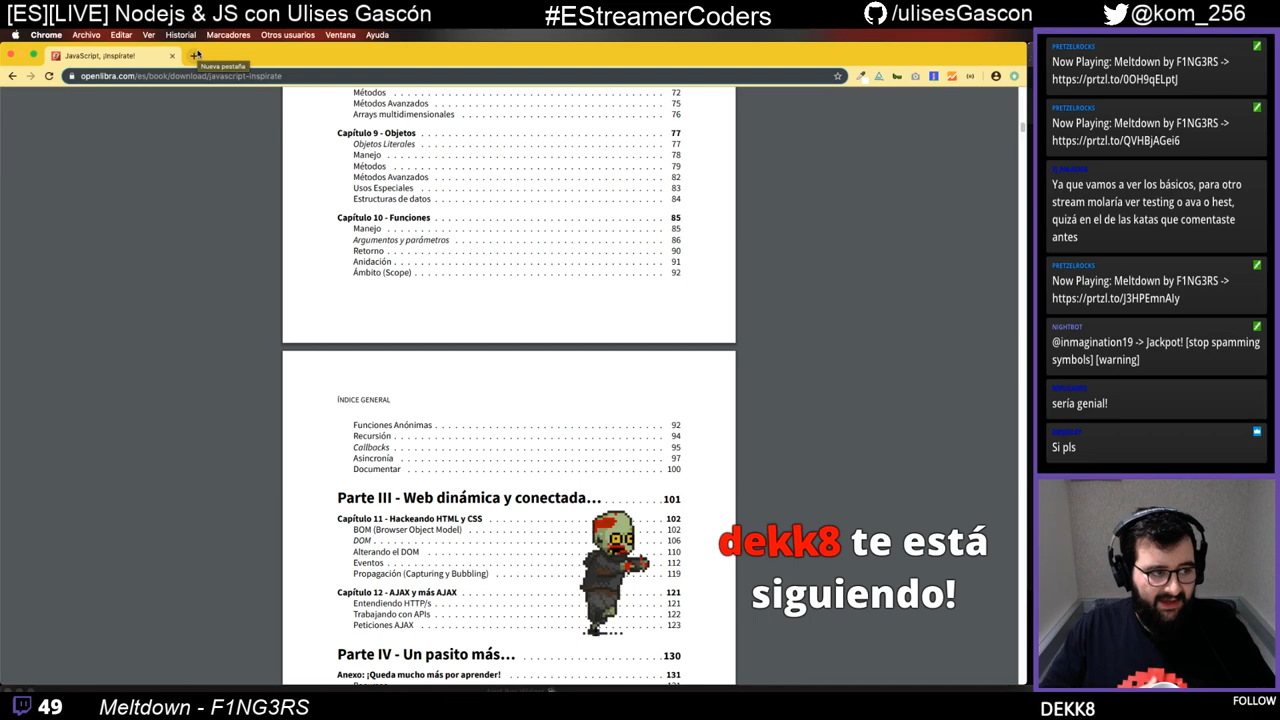 [ES][LIVE] Nodejs & JS con Ulises Gascón
#EStreamerCoders
/ulisesGascon
@kom_256
Chrome Archivo Editar Ver Historial Marcadores Otros usuarios Ventana Ayuda
JavaScript, ¡Inspírate!
Nueva pestaña
openlibra.com/es/book/download/javascript-inspirate
Métodos 72
Métodos Avanzados 75
Arrays multidimensionales 76
Capítulo 9 - Objetos 77
Objetos Literales 77
Manejo 78
Métodos 79
Métodos Avanzados 82
Usos Especiales 83
Estructuras de datos 84
Capítulo 10 - Funciones 85
Manejo 85
Argumentos y parámetros 86
Retorno 90
Anidación 91
Ámbito (Scope) 92
ÍNDICE GENERAL
Funciones Anónimas 92
Recursión 94
Callbacks 95
Asincronía 97
Documentar 100
Parte III - Web dinámica y conectada... 101
Capítulo 11 - Hackeando HTML y CSS 102
BOM (Browser Object Model) 102
DOM 106
Alterando el DOM 110
Eventos 112
Propagación (Capturing y Bubbling) 119
Capítulo 12 - AJAX y más AJAX 121
Entendiendo HTTP/s 121
Trabajando con APIs 122
Peticiones AJAX 123
Parte IV - Un pasito más... 130
Anexo: ¡Queda mucho más por aprender! 131
dekk8 te está
siguiendo!
PRETZELROCKS
Now Playing: Meltdown by F1NG3RS ->
https://prtzl.to/0OH9qELptJ
PRETZELROCKS
Now Playing: Meltdown by F1NG3RS ->
https://prtzl.to/QVHBjAGei6
Ya que vamos a ver los básicos, para otro
stream molaría ver testing o ava o hest,
quizá en el de las katas que comentaste
antes
PRETZELROCKS
Now Playing: Meltdown by F1NG3RS ->
https://prtzl.to/J3HPEmnAIy
NIGHTBOT
@inmagination19 -> Jackpot! [stop spamming
symbols] [warning]
sería genial!
Si pls
49
Meltdown - F1NG3RS
DEKK8
FOLLOW